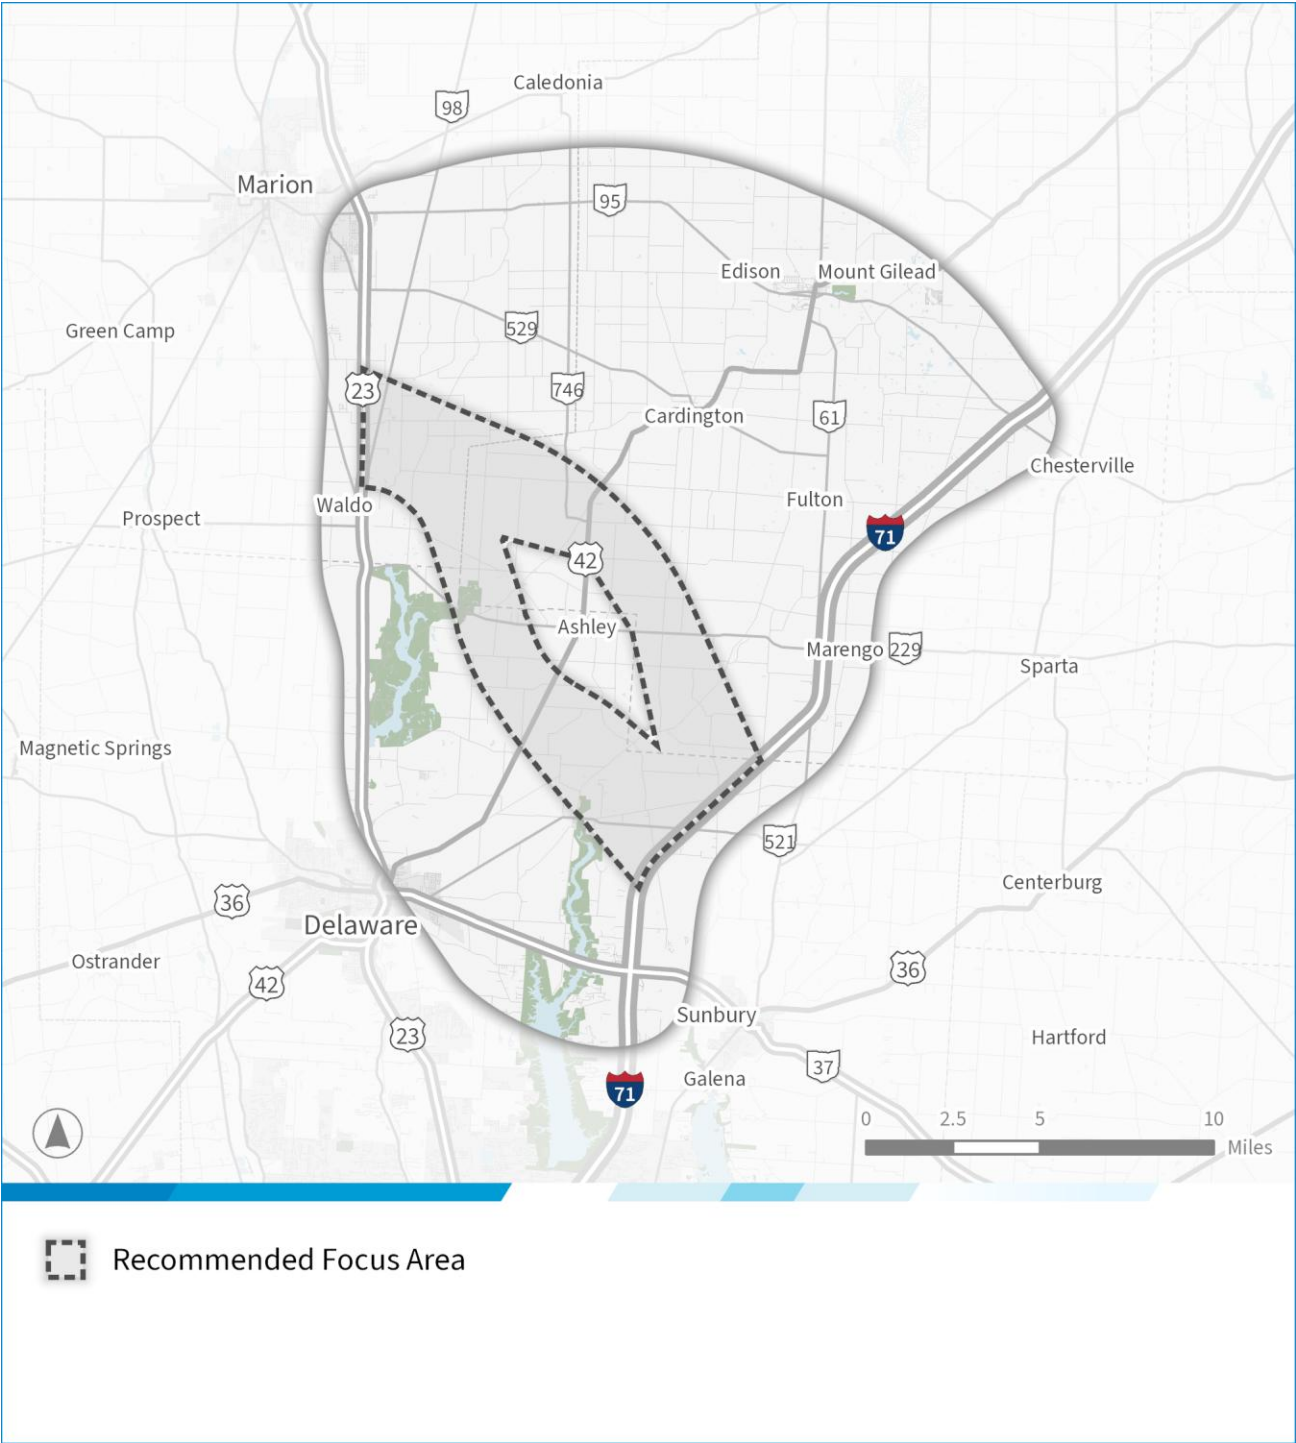 Caledonia
98
Marion
95
Edison
Mount Gilead
Green Camp
529
23
746
Cardington
61
Chesterville
Waldo
Fulton
Prospect
71
42
Ashley
Marengo
229
Sparta
Magnetic Springs
521
Centerburg
36
Delaware
Ostrander
36
42
Sunbury
23
Hartford
37
Galena
71
0
2.5
5
10
Miles
Recommended Focus Area